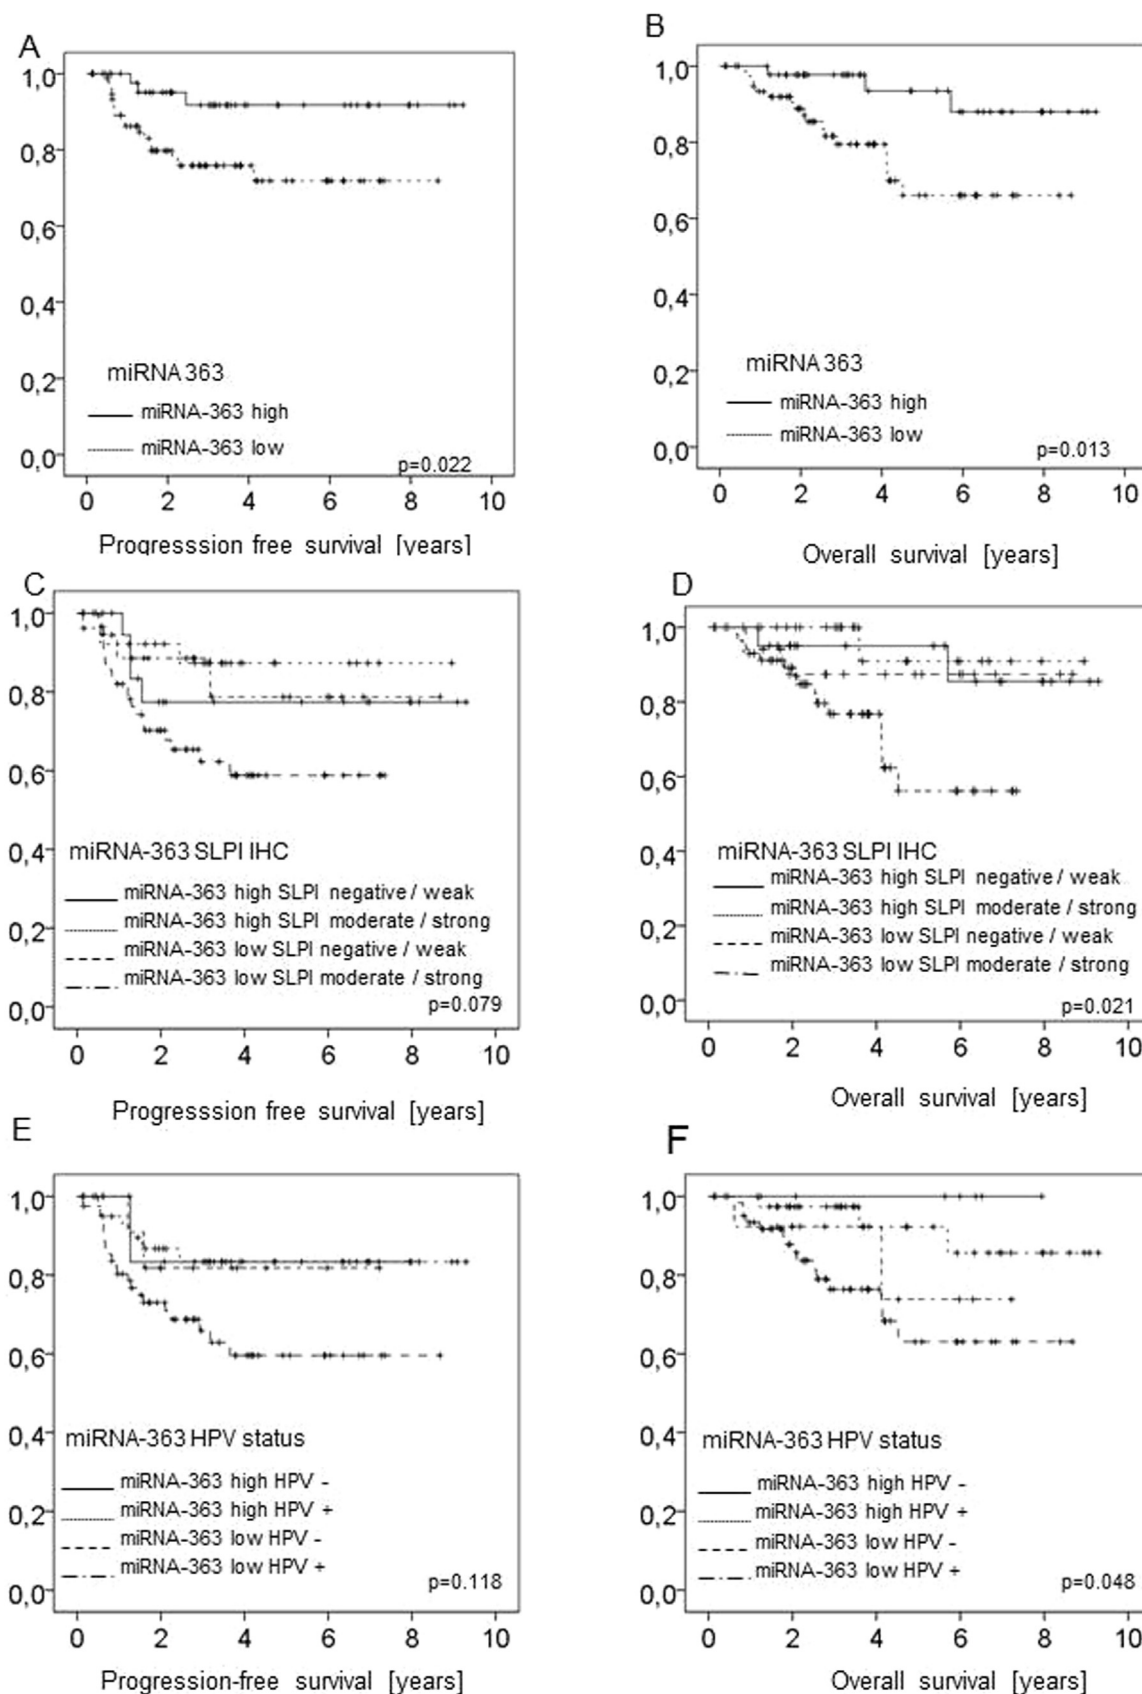 A
1,0
0,8
0,6
0,4
0,2
0,0
miRNA 363
miRNA-363 high
miRNA-363 low
p=0.022
0 2 4 6 8 10
Progresssion free survival [years]
B
1,0
0,8
0,6
0,4
0,2
0,0
miRNA 363
miRNA-363 high
miRNA-363 low
p=0.013
0 2 4 6 8 10
Overall survival [years]
C
1,0
0,8
0,6
0,4
0,2
0,0
miRNA-363 SLPI IHC
miRNA-363 high SLPI negative / weak
miRNA-363 high SLPI moderate / strong
miRNA-363 low SLPI negative / weak
miRNA-363 low SLPI moderate / strong
p=0.079
0 2 4 6 8 10
Progresssion free survival [years]
D
1,0
0,8
0,6
0,4
0,2
0,0
miRNA-363 SLPI IHC
miRNA-363 high SLPI negative / weak
miRNA-363 high SLPI moderate / strong
miRNA-363 low SLPI negative / weak
miRNA-363 low SLPI moderate / strong
p=0.021
0 2 4 6 8 10
Overall survival [years]
E
1,0
0,8
0,6
0,4
0,2
0,0
miRNA-363 HPV status
miRNA-363 high HPV -
miRNA-363 high HPV +
miRNA-363 low HPV -
miRNA-363 low HPV +
p=0.118
0 2 4 6 8 10
Progression-free survival [years]
F
1,0
0,8
0,6
0,4
0,2
0,0
miRNA-363 HPV status
miRNA-363 high HPV -
miRNA-363 high HPV +
miRNA-363 low HPV -
miRNA-363 low HPV +
p=0.048
0 2 4 6 8 10
Overall survival [years]